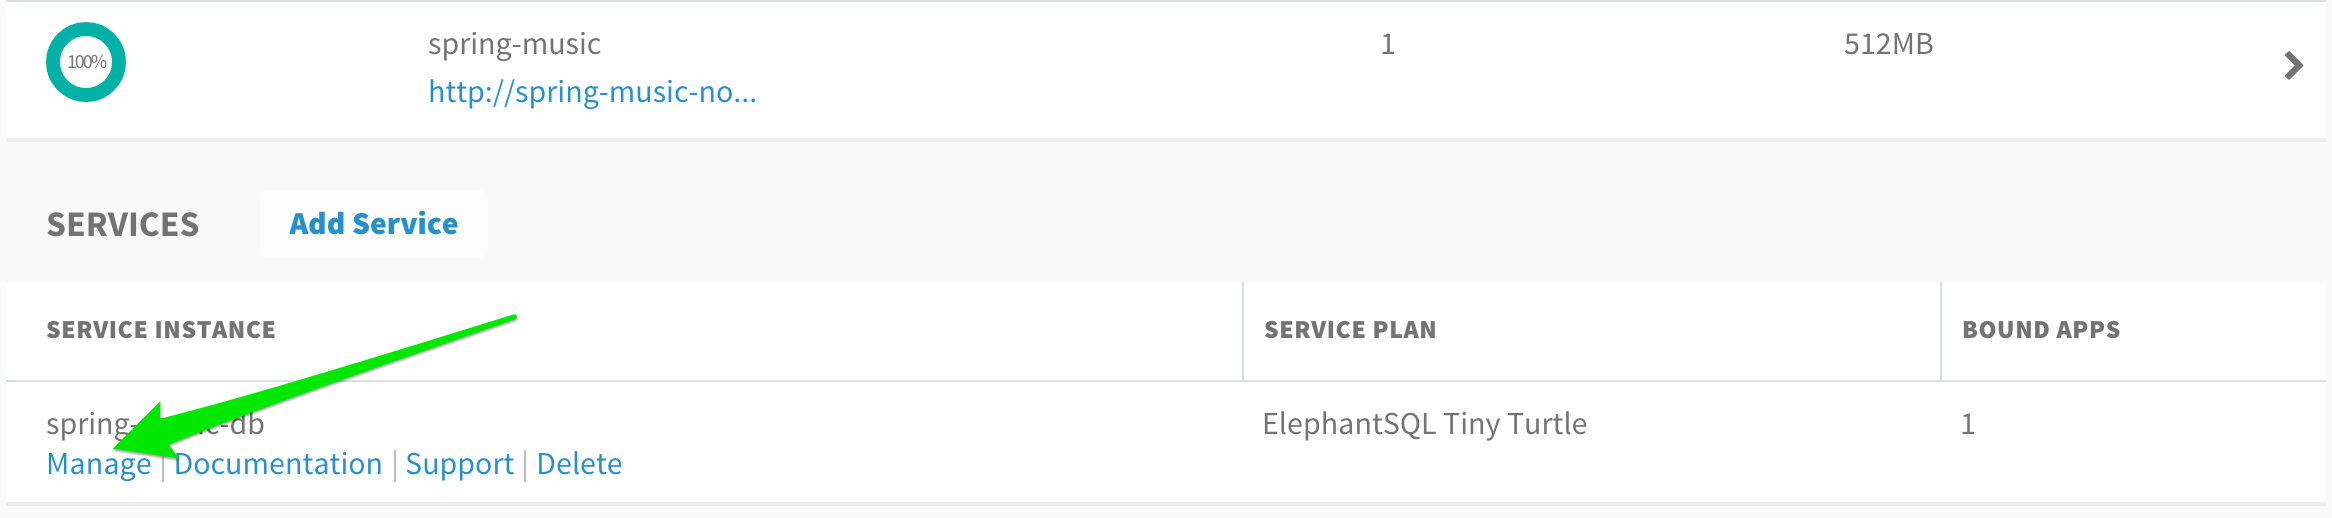 100%
spring-music 1 512MB
http://spring-music-no...
SERVICES Add Service
SERVICE INSTANCE SERVICE PLAN BOUND APPS
spring- c-db ElephantSQL Tiny Turtle 1
Manage | Documentation | Support | Delete